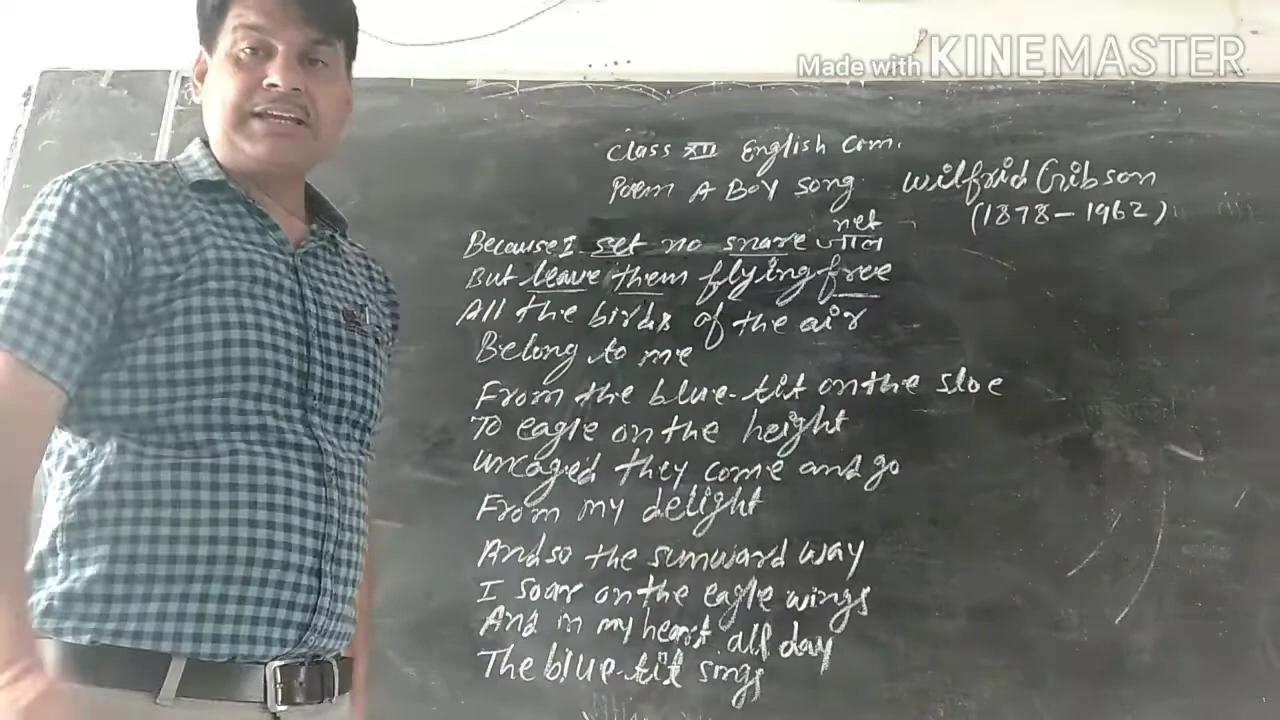 Made with KINEMASTER
Class XII English Com.
Poem A Boy song Wilfrid Gibson
(1878-1962)
net
Because I set no snare जाल
But leave them flying free
All the birds of the air
Belong to me
From the blue-tit on the sloe
To eagle on the height
uncaged they come and go
From my delight
And so the sunward way
I soar on the eagle wings
And in my heart all day
The blue-tit sings